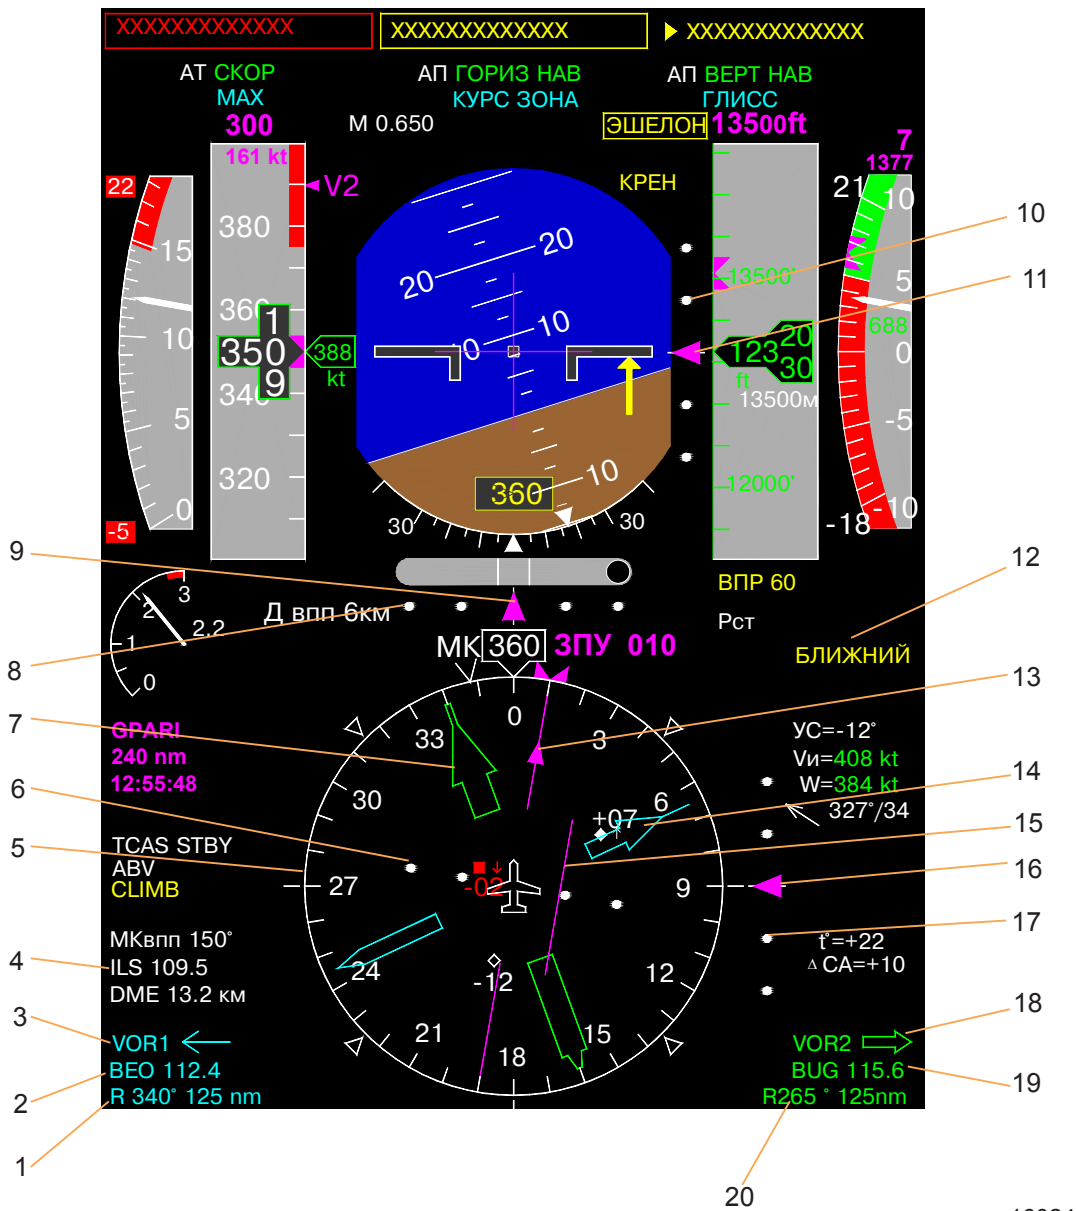 XXXXXXXXXXXXX XXXXXXXXXXXXX XXXXXXXXXXXXX
АТ СКОР АП ГОРИЗ НАВ АП ВЕРТ НАВ
МАХ КУРС ЗОНА ГЛИСС
300 М 0.650 ЭШЕЛОН 13500ft
161 kt 7
1377
22 V2 КРЕН 21 10
15 380 20 20 10
360 13500' 5
10 1 10 10 688 11
350 388 123 20 0
9 kt ft 30
340 13500м
5 -5
320 10 12000'
0 360 -10
-5 30 30 -18
9
ВПР 60 12
3
2 2.2 Д впп 6км Рст
1 МК 360 ЗПУ 010 БЛИЖНИЙ
8 0 13
7 0
33 3
GPARI УС=-12°
240 nm Vи=408 kt 14
6 12:55:48 30 6 W=384 kt
+07 327°/34 15
5 TCAS STBY
ABV 16
CLIMB 27 -02 9
17
МКвпп 150° t°=+22
4 ILS 109.5 24 12 Δ СА=+10
DME 13.2 км -12
18
3 VOR1 21 15 VOR2
BEO 112.4 18 BUG 115.6
2 R 340° 125 nm R265 ° 125nm 19
1
20